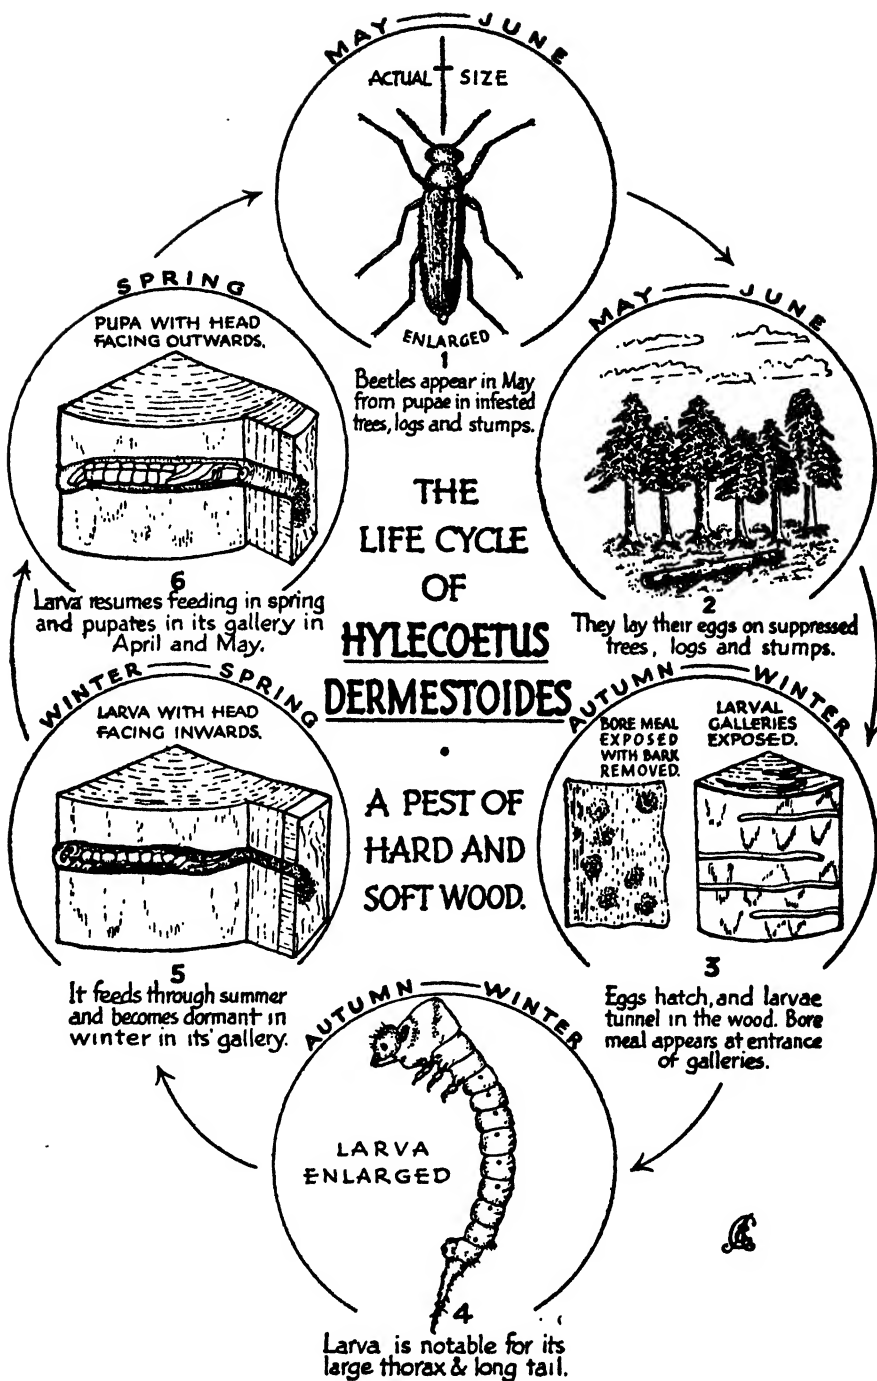 MAY — JUNE
ACTUAL SIZE
ENLARGED
1
Beetles appear in May
from pupae in infested
trees, logs and stumps.
MAY — JUNE
2
They lay their eggs on suppressed
trees, logs and stumps.
AUTUMN — WINTER
BORE MEAL
EXPOSED
WITH BARK
REMOVED.
LARVAL
GALLERIES
EXPOSED.
3
Eggs hatch, and larvae
tunnel in the wood. Bore
meal appears at entrance
of galleries.
AUTUMN — WINTER
LARVA
ENLARGED
4
Larva is notable for its
large thorax & long tail.
WINTER — SPRING
LARVA WITH HEAD
FACING INWARDS.
5
It feeds through summer
and becomes dormant in
winter in its' gallery.
SPRING
PUPA WITH HEAD
FACING OUTWARDS.
6
Larva resumes feeding in spring
and pupates in its gallery in
April and May.
THE
LIFE CYCLE
OF
HYLECOETUS
DERMESTOIDES
•
A PEST OF
HARD AND
SOFT WOOD.